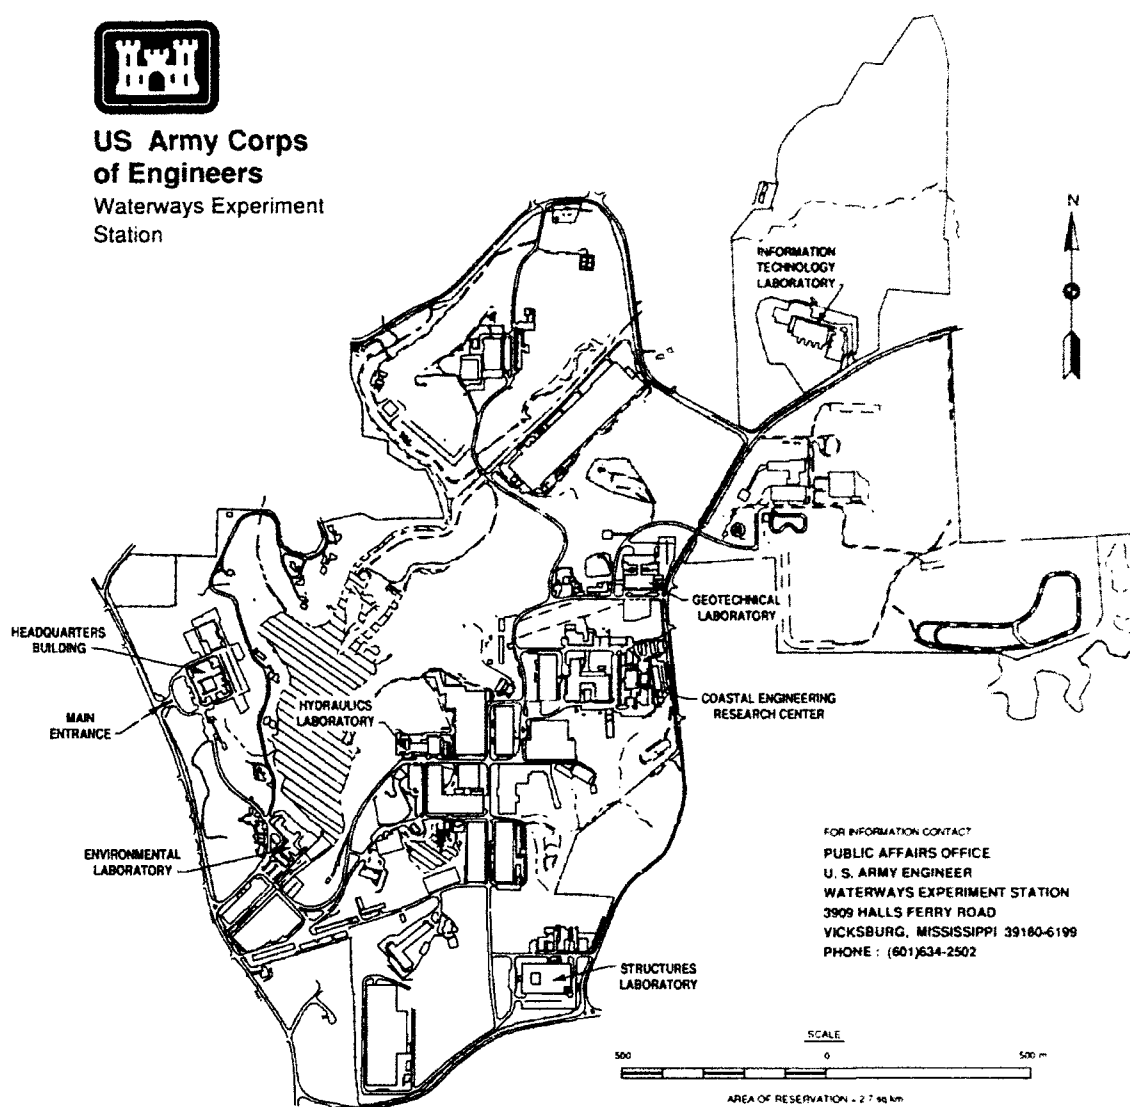 US Army Corps
of Engineers
Waterways Experiment
Station
N
INFORMATION
TECHNOLOGY
LABORATORY
GEOTECHNICAL
LABORATORY
HEADQUARTERS
BUILDING
MAIN
ENTRANCE
HYDRAULICS
LABORATORY
COASTAL ENGINEERING
RESEARCH CENTER
ENVIRONMENTAL
LABORATORY
STRUCTURES
LABORATORY
FOR INFORMATION CONTACT
PUBLIC AFFAIRS OFFICE
U. S. ARMY ENGINEER
WATERWAYS EXPERIMENT STATION
3909 HALLS FERRY ROAD
VICKSBURG, MISSISSIPPI 39180-6199
PHONE : (601)634-2502
SCALE
500 0 500 m
AREA OF RESERVATION = 2.7 sq km